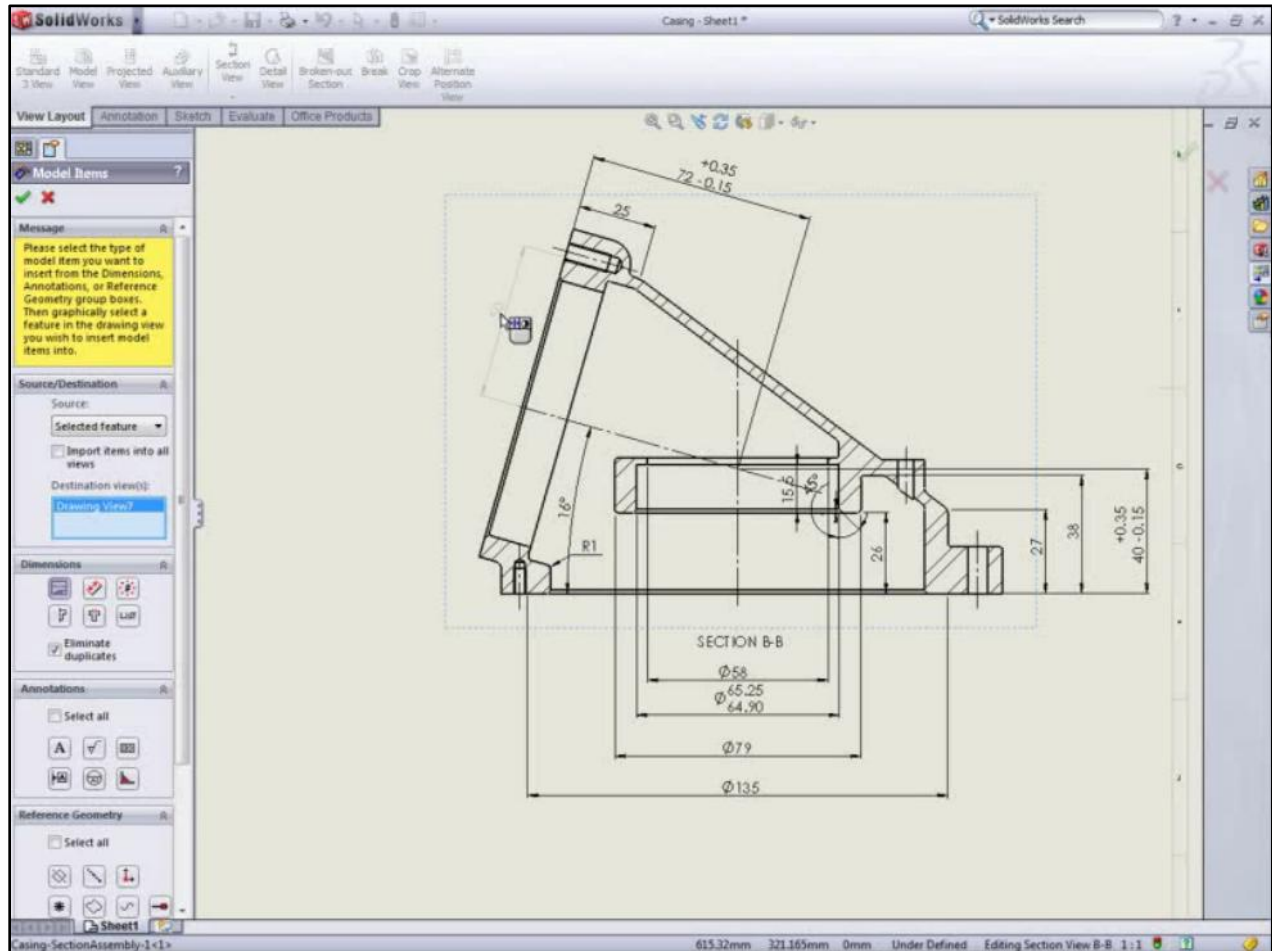 SolidWorks
Casing - Sheet1 *
SolidWorks Search
?
Standard 3 View
Model View
Projected View
Auxiliary View
Section View
Detail View
Broken-out Section
Break
Crop View
Alternate Position View
View Layout
Annotation
Sketch
Evaluate
Office Products
Model Items
?
Message
Please select the type of
model item you want to
insert from the Dimensions,
Annotations, or Reference
Geometry group boxes.
Then graphically select a
feature in the drawing view
you wish to insert model
items into.
Source/Destination
Source:
Selected feature
Import items into all
views
Destination view(s):
Drawing View7
Dimensions
Eliminate
duplicates
Annotations
Select all
Reference Geometry
Select all
+0.35
72 -0.15
25
16°
R1
15.5
45°
26
27
38
+0.35
40 -0.15
SECTION B-B
Ø58
Ø65.25
64.90
Ø79
Ø135
Sheet1
Casing-SectionAssembly-1<1>
615.32mm 321.165mm 0mm Under Defined Editing Section View B-B 1:1